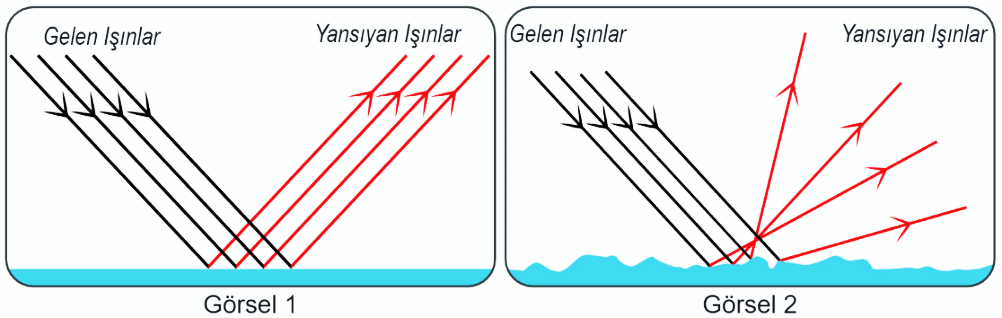 Gelen Işınlar
Yansıyan Işınlar
Görsel 1
Gelen Işınlar
Yansıyan Işınlar
Görsel 2